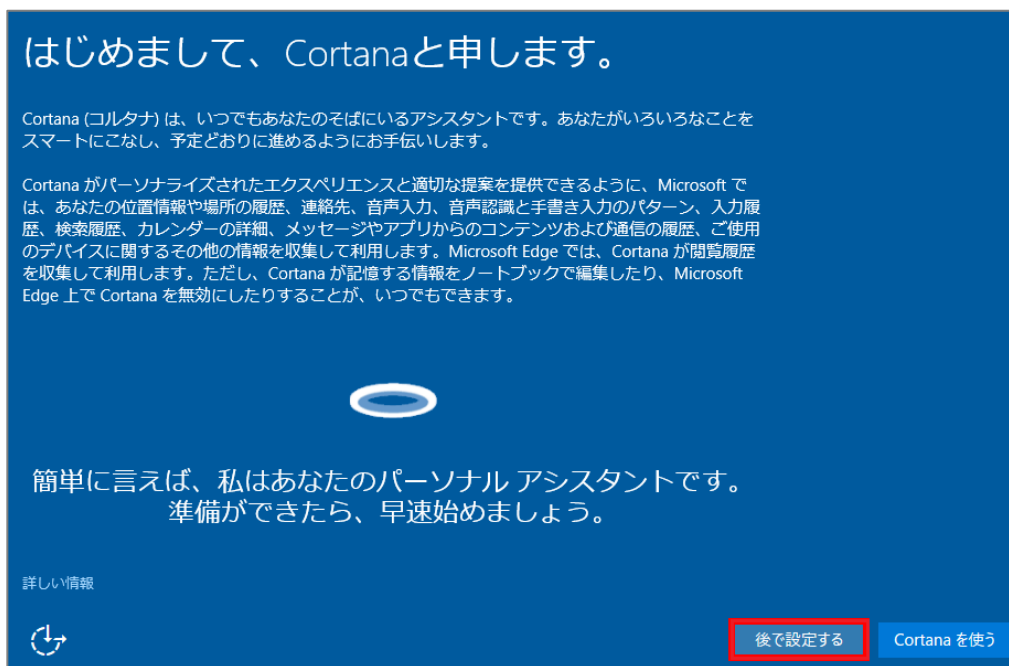 はじめまして、Cortanaと申します。
Cortana (コルタナ) は、いつでもあなたのそばにいるアシスタントです。あなたがいろいろなことを
スマートにこなし、予定どおりに進めるようにお手伝いします。
Cortana がパーソナライズされたエクスペリエンスと適切な提案を提供できるように、Microsoft で
は、あなたの位置情報や場所の履歴、連絡先、音声入力、音声認識と手書き入力のパターン、入力履
歴、検索履歴、カレンダーの詳細、メッセージやアプリからのコンテンツおよび通信の履歴、ご使用
のデバイスに関するその他の情報を収集して利用します。Microsoft Edge では、Cortana が閲覧履歴
を収集して利用します。ただし、Cortana が記憶する情報をノートブックで編集したり、Microsoft
Edge 上で Cortana を無効にしたりすることが、いつでもできます。
簡単に言えば、私はあなたのパーソナル アシスタントです。
準備ができたら、早速始めましょう。
詳しい情報
後で設定する
Cortana を使う